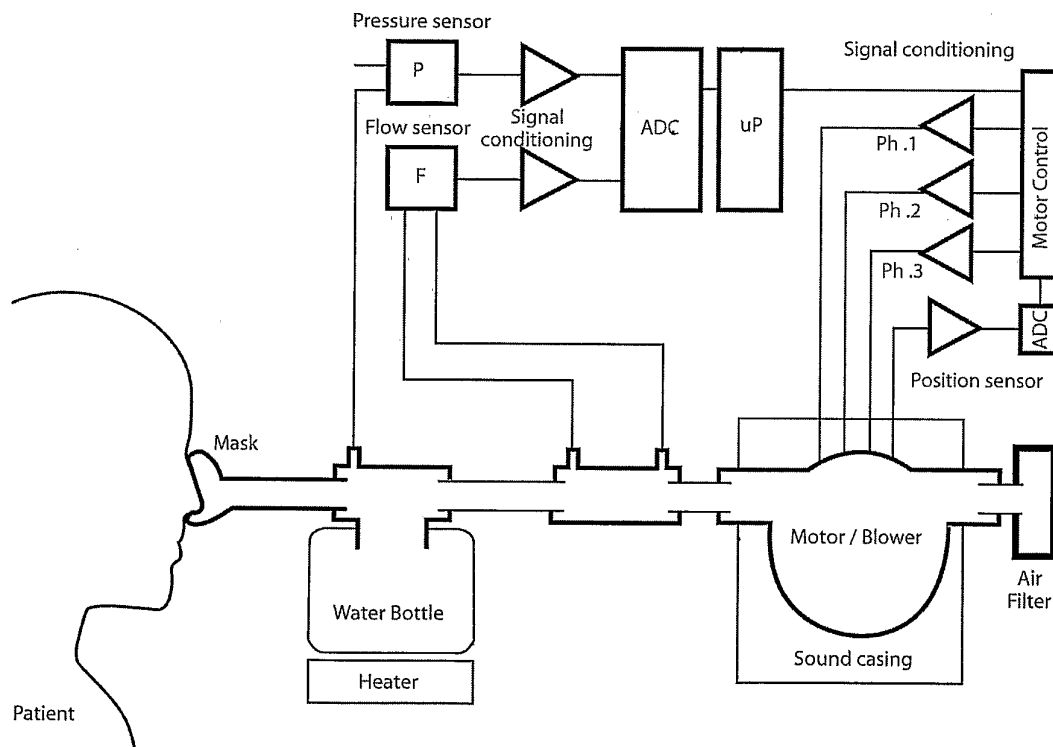 Pressure sensor
Signal conditioning
P
Flow sensor
Signal
conditioning
ADC
uP
Ph .1
F
Ph .2
Motor Control
Ph .3
ADC
Position sensor
Mask
Motor / Blower
Air
Filter
Water Bottle
Sound casing
Heater
Patient